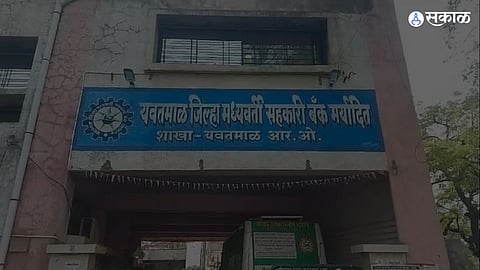 सकाळ
यवतमाळ जिल्हा मध्यवर्ती सहकारी बँक मर्यादित
शाखा - यवतमाळ आर.ओ.